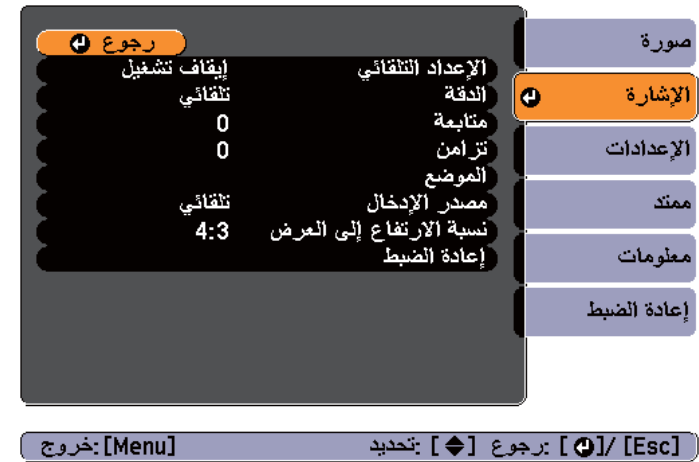 صورة
الإشارة
الإعدادات
ممتد
معلومات
إعادة الضبط
رجوع
الإعداد التلقائي إيقاف تشغيل
الدقة تلقائي
متابعة 0
تزامن 0
الموضع
مصدر الإدخال تلقائي
نسبة الارتفاع إلى العرض 4:3
إعادة الضبط
[Esc] /[ ] :رجوع [ ] :تحديد [Menu] :خروج